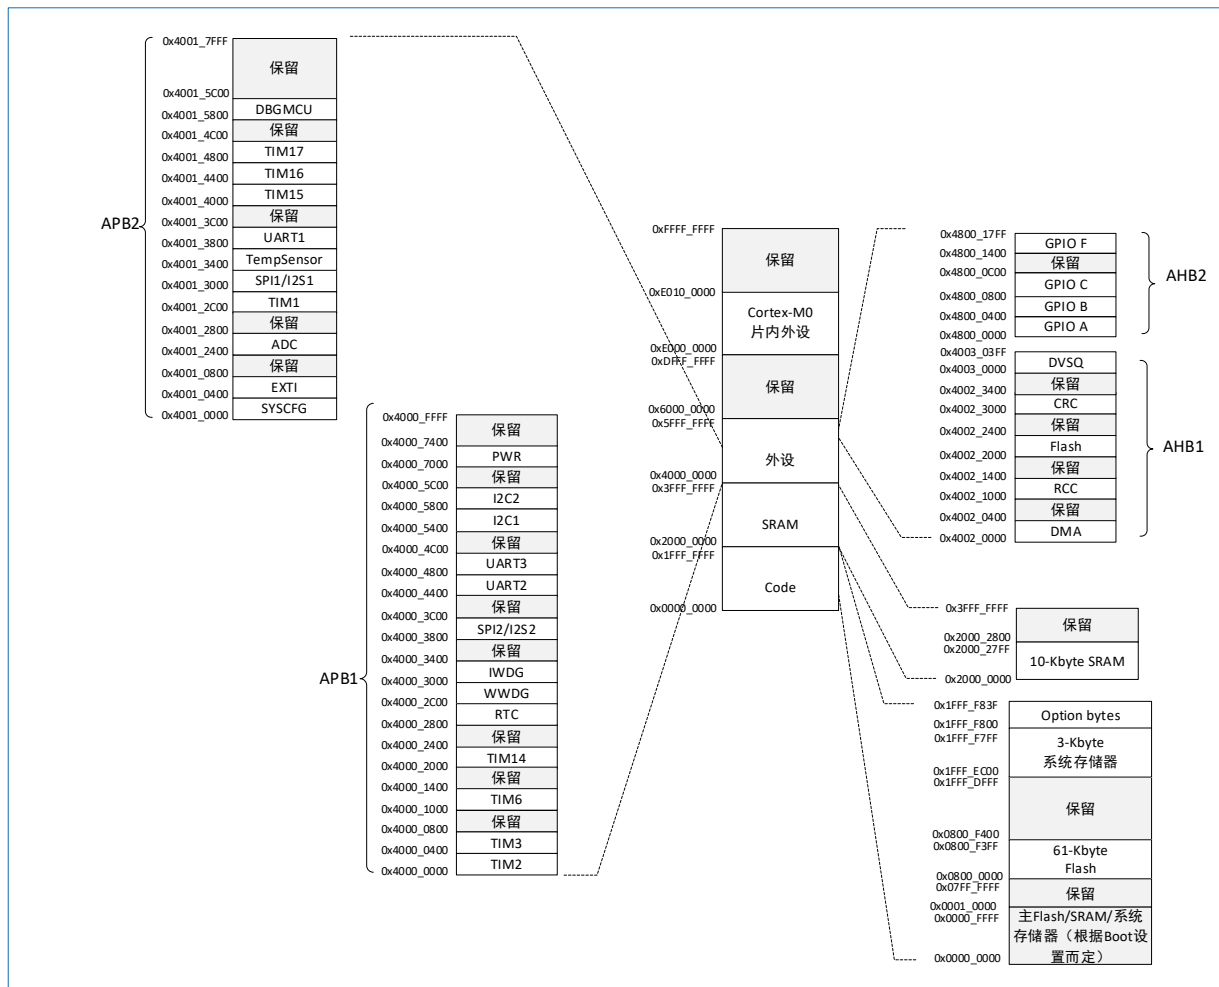 0x4001_7FFF
保留
0x4001_5C00
DBGMCU
0x4001_5800
保留
0x4001_4C00
TIM17
0x4001_4800
TIM16
0x4001_4400
TIM15
0x4001_4000
保留
0x4001_3C00
UART1
0x4001_3800
TempSensor
0x4001_3400
SPI1/I2S1
0x4001_3000
TIM1
0x4001_2C00
保留
0x4001_2800
ADC
0x4001_2400
保留
0x4001_0800
EXTI
0x4001_0400
SYSCFG
0x4001_0000
APB2
0x4000_FFFF
保留
0x4000_7400
PWR
0x4000_7000
保留
0x4000_5C00
I2C2
0x4000_5800
I2C1
0x4000_5400
保留
0x4000_4C00
UART3
0x4000_4800
UART2
0x4000_4400
保留
0x4000_3C00
SPI2/I2S2
0x4000_3800
保留
0x4000_3400
IWDG
0x4000_3000
WWDG
0x4000_2C00
RTC
0x4000_2800
保留
0x4000_2400
TIM14
0x4000_2000
保留
0x4000_1400
TIM6
0x4000_1000
保留
0x4000_0800
TIM3
0x4000_0400
TIM2
0x4000_0000
APB1
0xFFFF_FFFF
保留
0xE010_0000
Cortex-M0
片内外设
0xE000_0000
0xDFFF_FFFF
保留
0x6000_0000
0x5FFF_FFFF
外设
0x4000_0000
0x3FFF_FFFF
SRAM
0x2000_0000
0x1FFF_FFFF
Code
0x0000_0000
0x4800_17FF
GPIO F
0x4800_1400
保留
0x4800_0C00
GPIO C
0x4800_0800
GPIO B
0x4800_0400
GPIO A
0x4800_0000
AHB2
0x4003_03FF
DVSQ
0x4003_0000
保留
0x4002_3400
CRC
0x4002_3000
保留
0x4002_2400
Flash
0x4002_2000
保留
0x4002_1400
RCC
0x4002_1000
保留
0x4002_0400
DMA
0x4002_0000
AHB1
0x3FFF_FFFF
保留
0x2000_2800
0x2000_27FF
10-Kbyte SRAM
0x2000_0000
0x1FFF_F83F
Option bytes
0x1FFF_F800
0x1FFF_F7FF
3-Kbyte
系统存储器
0x1FFF_EC00
0x1FFF_DFFF
保留
0x0800_F400
0x0800_F3FF
61-Kbyte
Flash
0x0800_0000
0x07FF_FFFF
保留
0x0001_0000
0x0000_FFFF
主Flash/SRAM/系统
存储器（根据Boot设
置而定）
0x0000_0000